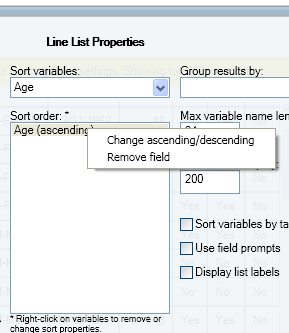 Line List Properties
Sort variables:
Group results by:
Age
Sort order: *
Max variable name len
Age (ascending)
Change ascending/descending
Remove field
200
Sort variables by ta
Use field prompts
Display list labels
* Right-click on variables to remove or
change sort properties.